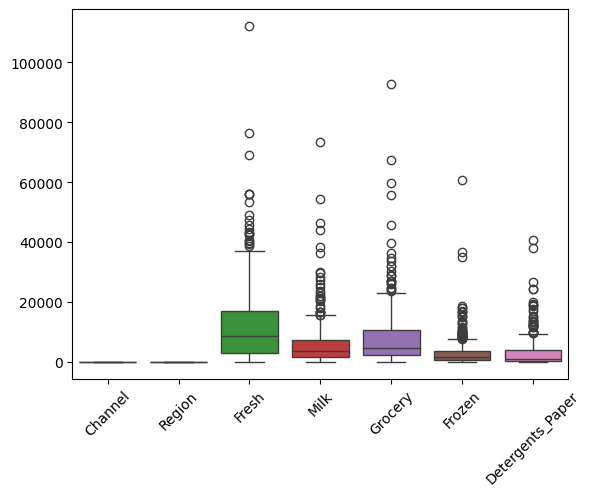 100000
80000
60000
40000
20000
0
Channel
Region
Fresh
Milk
Grocery
Frozen
Detergents_Paper